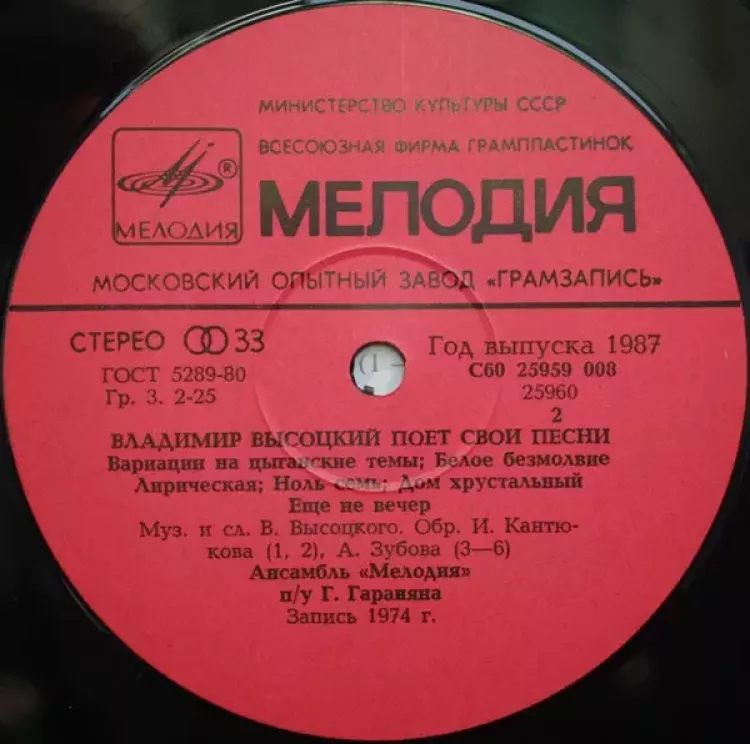 МИНИСТЕРСТВО КУЛЬТУРЫ СССР
ВСЕСОЮЗНАЯ ФИРМА ГРАМПЛАСТИНОК
® МЕЛОДИЯ
МЕЛОДИЯ
МОСКОВСКИЙ ОПЫТНЫЙ ЗАВОД «ГРАМЗАПИСЬ»
СТЕРЕО 33
Год выпуска 1987
ГОСТ 5289-80
С60 25959 008
Гр. 3. 2-25
25960
2
ВЛАДИМИР ВЫСОЦКИЙ ПОЕТ СВОИ ПЕСНИ
Вариации на цыганские темы; Белое безмолвие
Лирическая; Ноль семь; Дом хрустальный
Еще не вечер
Муз. и сл. В. Высоцкого. Обр. И. Кантю-
кова (1, 2), А. Зубова (3—6)
Ансамбль «Мелодия»
п/у Г. Гараняна
Запись 1974 г.